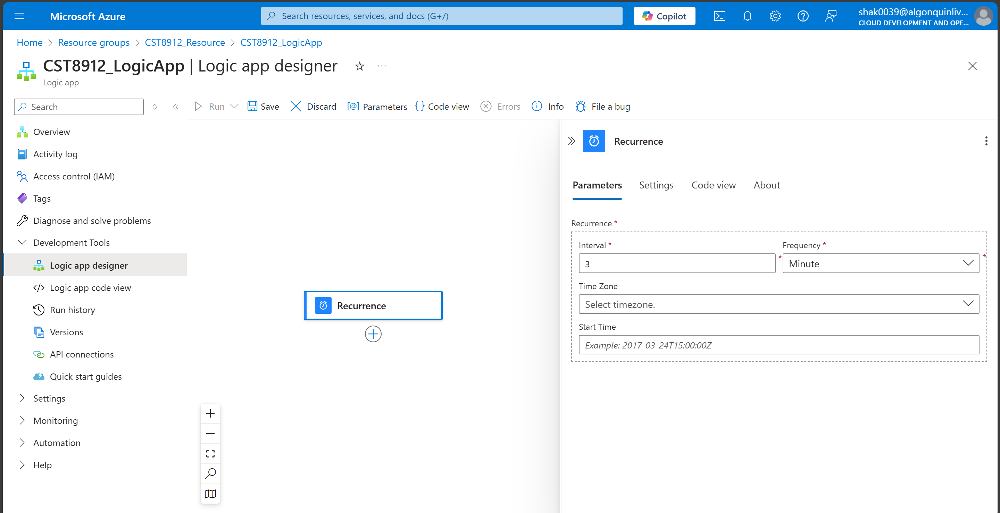 Microsoft Azure
Search resources, services, and docs (G+/)
Copilot
shak0039@algonquinliv...
CLOUD DEVELOPMENT AND OPE...
Home > Resource groups > CST8912_Resource > CST8912_LogicApp
CST8912_LogicApp | Logic app designer
Logic app
Search
Overview
Activity log
Access control (IAM)
Tags
Diagnose and solve problems
Development Tools
Logic app designer
Logic app code view
Run history
Versions
API connections
Quick start guides
Settings
Monitoring
Automation
Help
Run Save Discard Parameters Code view Errors Info File a bug
Recurrence
Recurrence
Parameters Settings Code view About
Recurrence *
Interval * Frequency *
3 * Minute *
Time Zone
Select timezone.
Start Time
Example: 2017-03-24T15:00:00Z